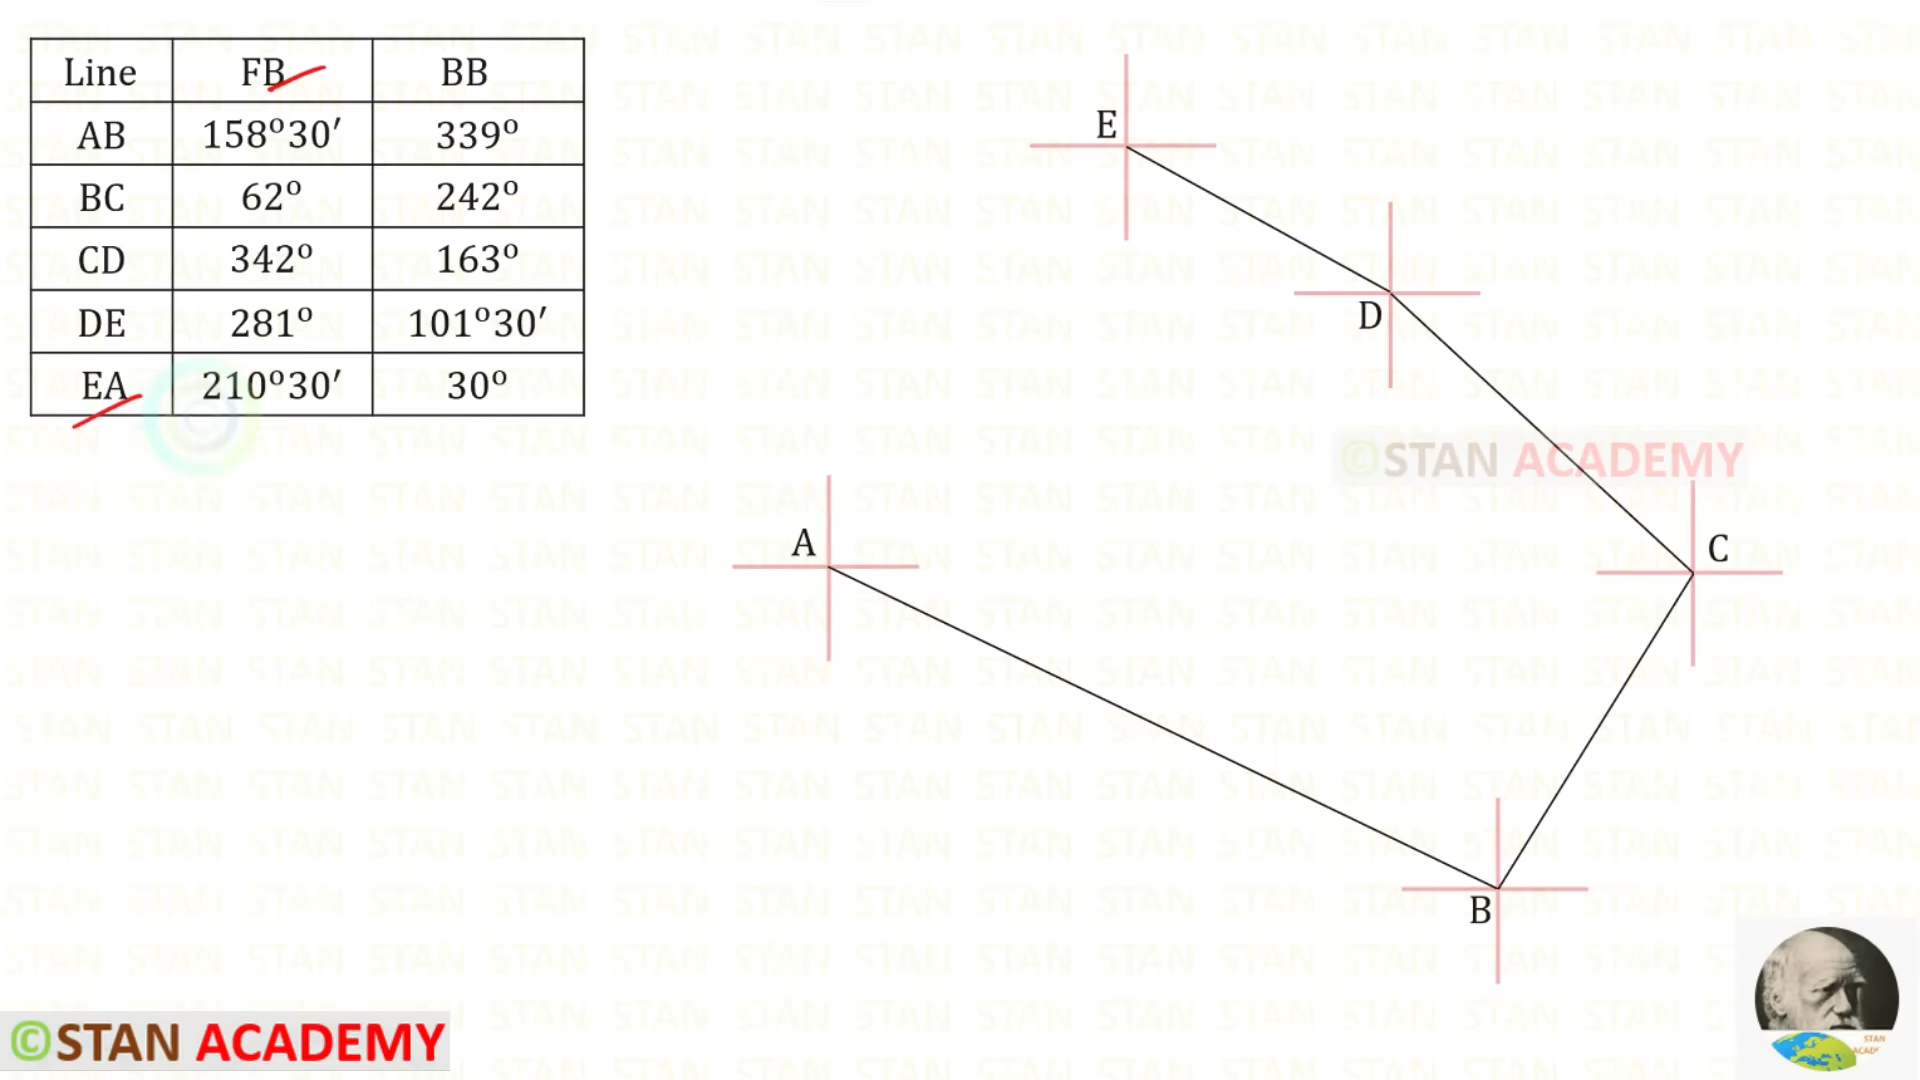 Line FB BB
AB 158°30′ 339°
BC 62° 242°
CD 342° 163°
DE 281° 101°30′
EA 210°30′ 30°
E
D
©STAN ACADEMY
A
C
B
©STAN ACADEMY
STAN